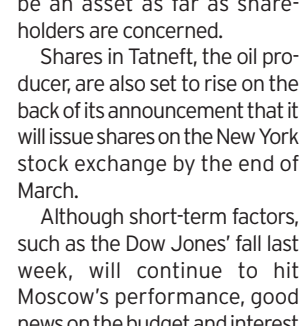 be an asset as far as share-
holders are concerned.
Shares in Tatneft, the oil pro-
ducer, are also set to rise on the
back of its announcement that it
will issue shares on the New York
stock exchange by the end of
March.
Although short-term factors,
such as the Dow Jones' fall last
week, will continue to hit
Moscow's performance, good
news on the budget and interest